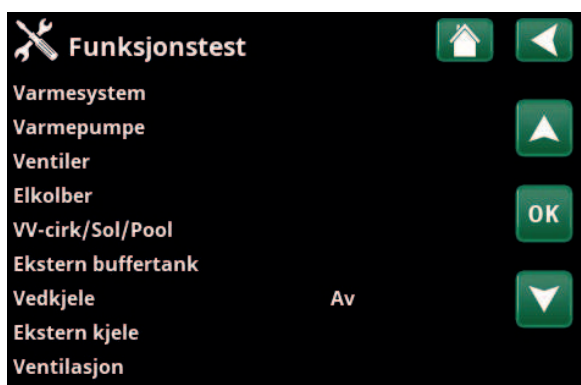 Funksjonstest
Varmesystem
Varmepumpe
Ventiler
Elkolber
VV-cirk/Sol/Pool
Ekstern buffertank
Vedkjele Av
Ekstern kjele
Ventilasjon
OK